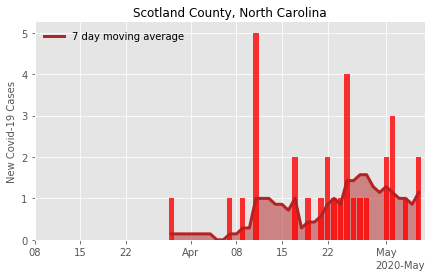 Scotland County, North Carolina
7 day moving average
New Covid-19 Cases
5
4
3
2
1
0
08
15
22
Apr
08
15
22
May
2020-May